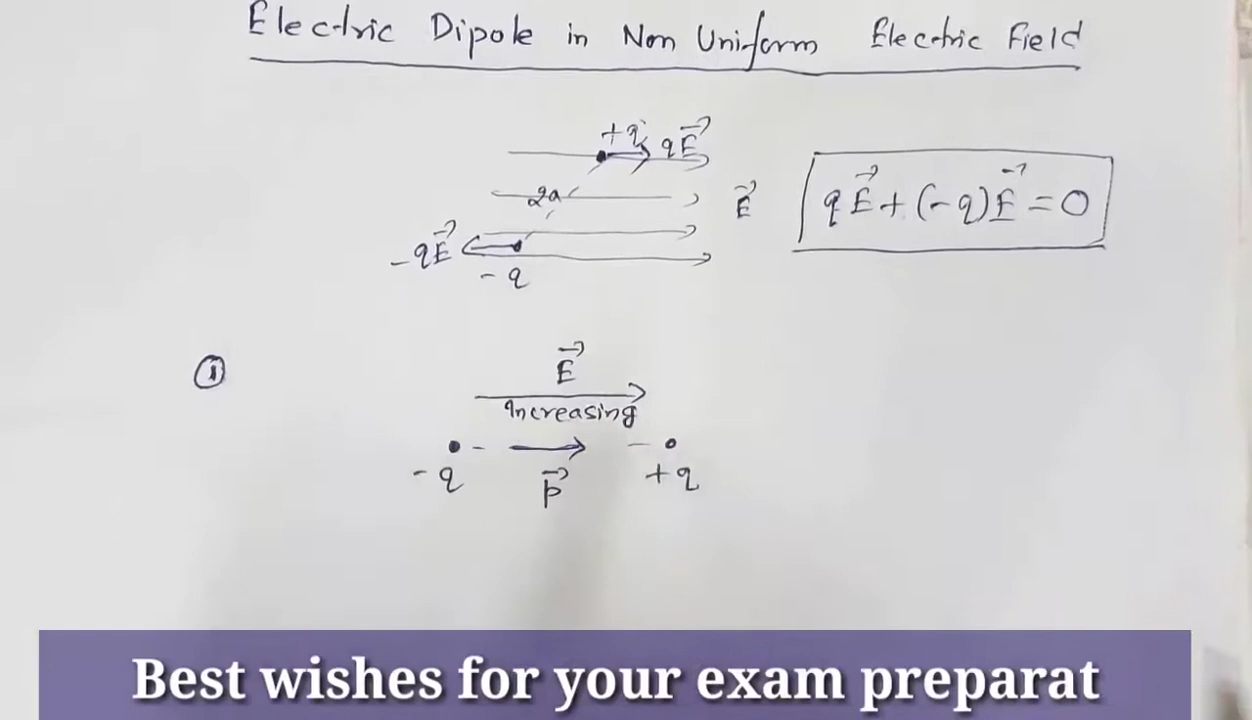 Electric Dipole in Non Uniform Electric Field
+q qE⃗
2a E⃗ qE⃗ + (-q)E⃗ = 0
-qE⃗
-q
① E⃗
Increasing
-q p⃗ +q
Best wishes for your exam preparat